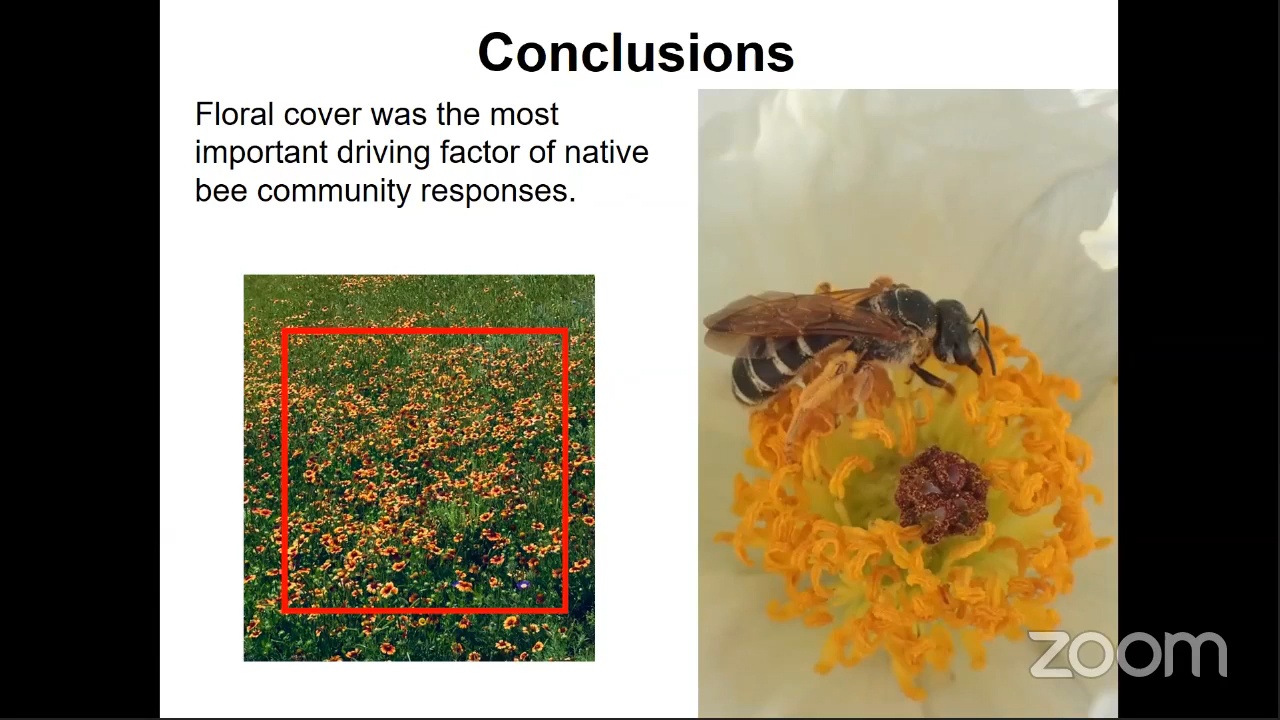 Conclusions
Floral cover was the most
important driving factor of native
bee community responses.
zoom